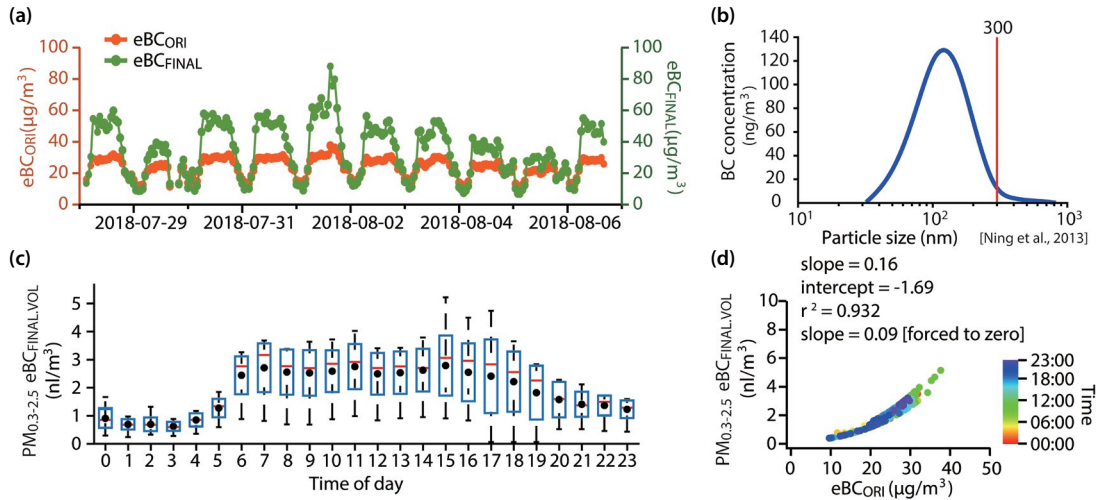 (a)
eBCORI
eBCFINAL
eBCORI(μg/m³)
100
80
60
40
20
0
eBCFINAL(μg/m³)
100
80
60
40
20
0
2018-07-29 2018-07-31 2018-08-02 2018-08-04 2018-08-06
(b)
300
BC concentration
(ng/m³)
140
120
100
80
60
40
20
0
10¹ 10² 10³
Particle size (nm)
[Ning et al., 2013]
(c)
PM0.3-2.5 eBCFINAL.VOL
(nl/m³)
5
4
3
2
1
0
0 1 2 3 4 5 6 7 8 9 10 11 12 13 14 15 16 17 18 19 20 21 22 23
Time of day
(d)
slope = 0.16
intercept = -1.69
r ² = 0.932
slope = 0.09 [forced to zero]
PM0.3-2.5 eBCFINAL.VOL
(nl/m³)
10
8
6
4
2
0
0 10 20 30 40 50
eBCORI (μg/m³)
23:00
18:00
12:00
06:00
00:00
Time